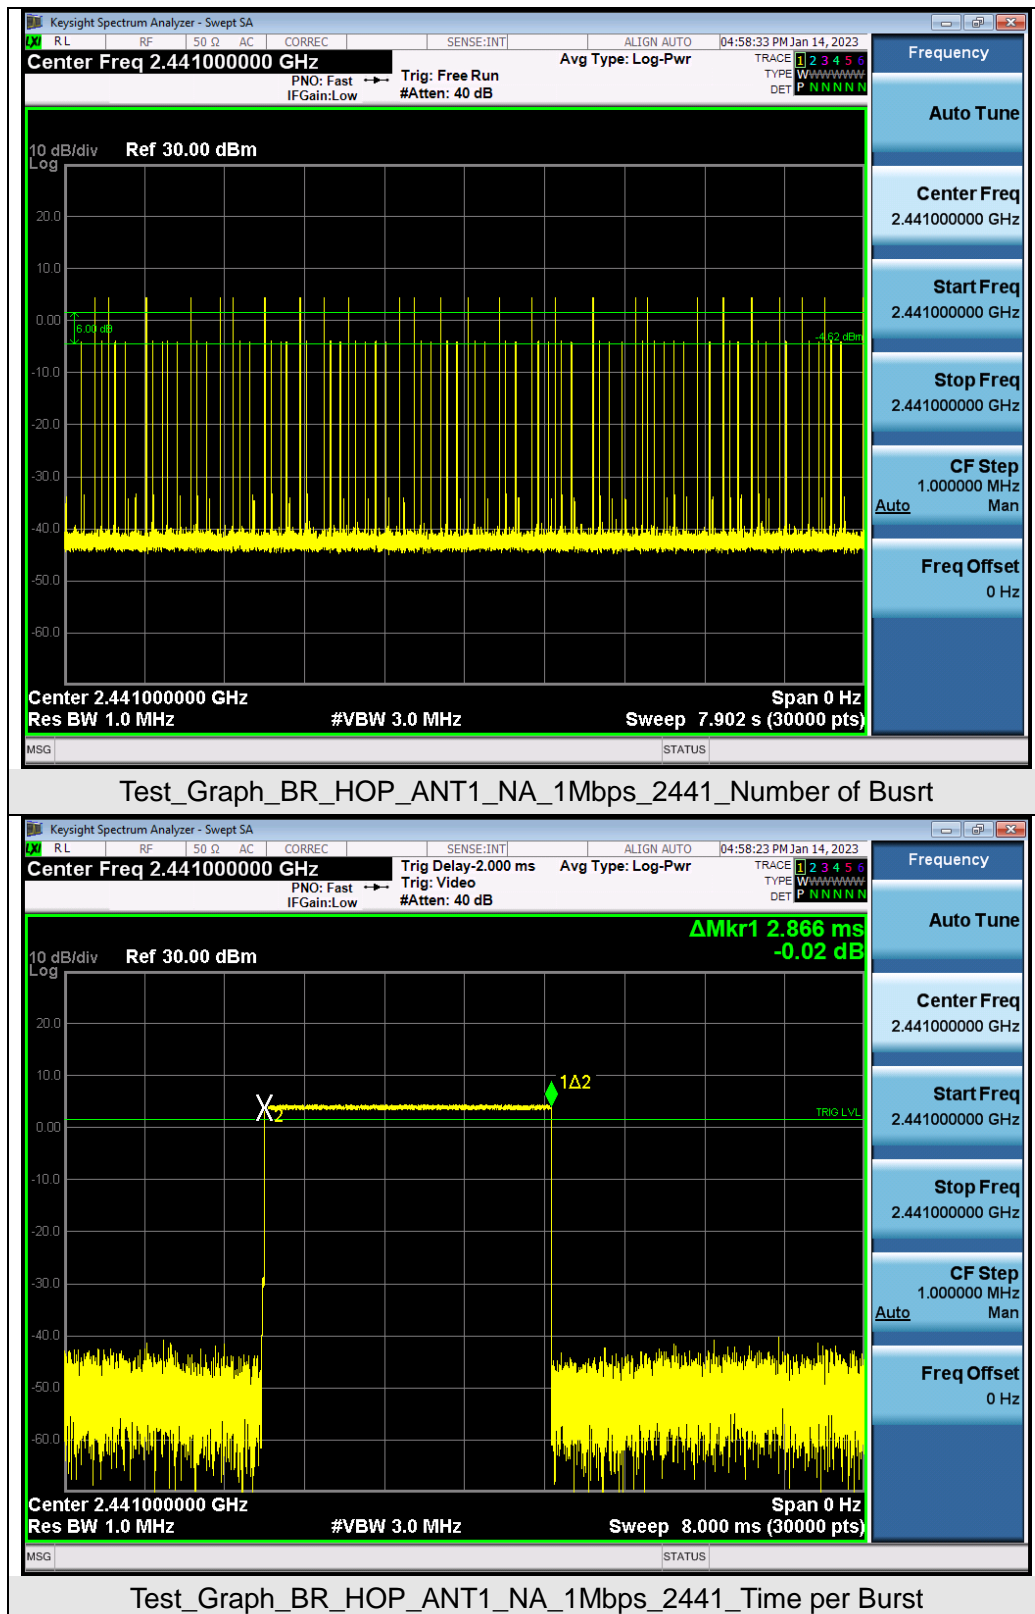 Keysight Spectrum Analyzer - Swept SA
LXI RL RF 50 Ω AC CORREC SENSE:INT ALIGN AUTO 04:58:33 PM Jan 14, 2023
Center Freq 2.441000000 GHz
PNO: Fast
IFGain:Low
Trig: Free Run
#Atten: 40 dB
Avg Type: Log-Pwr
TRACE 1 2 3 4 5 6
TYPE WWWWWW
DET P N N N N N
Frequency
Auto Tune
Center Freq
2.441000000 GHz
Start Freq
2.441000000 GHz
Stop Freq
2.441000000 GHz
CF Step
1.000000 MHz
Auto Man
Freq Offset
0 Hz
10 dB/div Ref 30.00 dBm
Log
20.0
10.0
0.00
6.00 dB
-4.62 dBm
-10.0
-20.0
-30.0
-40.0
-50.0
-60.0
Center 2.441000000 GHz Span 0 Hz
Res BW 1.0 MHz #VBW 3.0 MHz Sweep 7.902 s (30000 pts)
MSG STATUS
Test_Graph_BR_HOP_ANT1_NA_1Mbps_2441_Number of Busrt
Keysight Spectrum Analyzer - Swept SA
LXI RL RF 50 Ω AC CORREC SENSE:INT ALIGN AUTO 04:58:23 PM Jan 14, 2023
Center Freq 2.441000000 GHz
PNO: Fast
IFGain:Low
Trig Delay-2.000 ms
Trig: Video
#Atten: 40 dB
Avg Type: Log-Pwr
TRACE 1 2 3 4 5 6
TYPE WWWWWW
DET P N N N N N
Frequency
Auto Tune
Center Freq
2.441000000 GHz
Start Freq
2.441000000 GHz
Stop Freq
2.441000000 GHz
CF Step
1.000000 MHz
Auto Man
Freq Offset
0 Hz
ΔMkr1 2.866 ms
-0.02 dB
10 dB/div Ref 30.00 dBm
Log
20.0
10.0
1Δ2
2
TRIG LVL
0.00
-10.0
-20.0
-30.0
-40.0
-50.0
-60.0
Center 2.441000000 GHz Span 0 Hz
Res BW 1.0 MHz #VBW 3.0 MHz Sweep 8.000 ms (30000 pts)
MSG STATUS
Test_Graph_BR_HOP_ANT1_NA_1Mbps_2441_Time per Burst